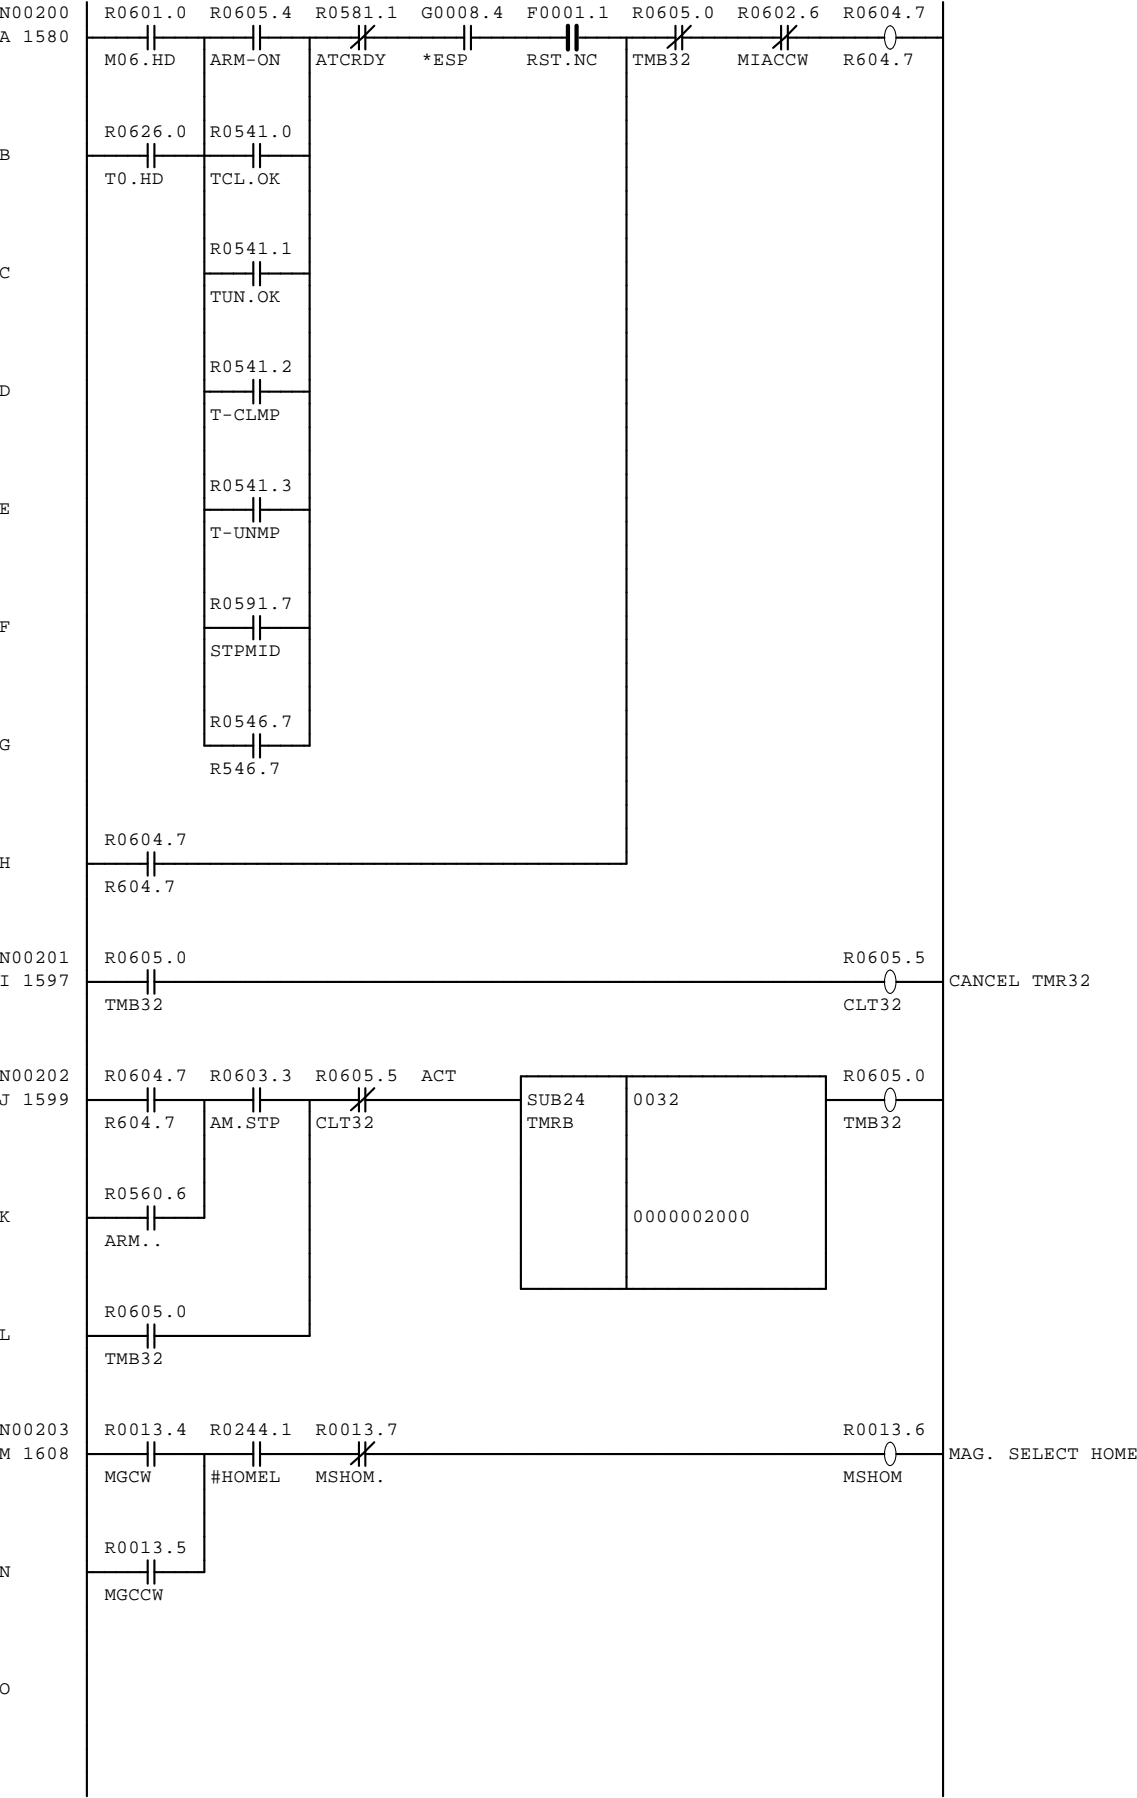 N00200 R0601.0 R0605.4 R0581.1 G0008.4 F0001.1 R0605.0 R0602.6 R0604.7
A 1580
M06.HD ARM-ON ATCRDY *ESP RST.NC TMB32 MIACCW R604.7
R0626.0 R0541.0
B
T0.HD TCL.OK
R0541.1
C
TUN.OK
R0541.2
D
T-CLMP
R0541.3
E
T-UNMP
R0591.7
F
STPMID
R0546.7
G
R546.7
R0604.7
H
R604.7
N00201 R0605.0 R0605.5
I 1597 CANCEL TMR32
TMB32 CLT32
N00202 R0604.7 R0603.3 R0605.5 ACT R0605.0
J 1599 SUB24 0032
R604.7 AM.STP CLT32 TMRB TMB32
R0560.6
K 0000002000
ARM..
R0605.0
L
TMB32
N00203 R0013.4 R0244.1 R0013.7 R0013.6
M 1608 MAG. SELECT HOME
MGCW #HOMEL MSHOM. MSHOM
R0013.5
N
MGCCW
O